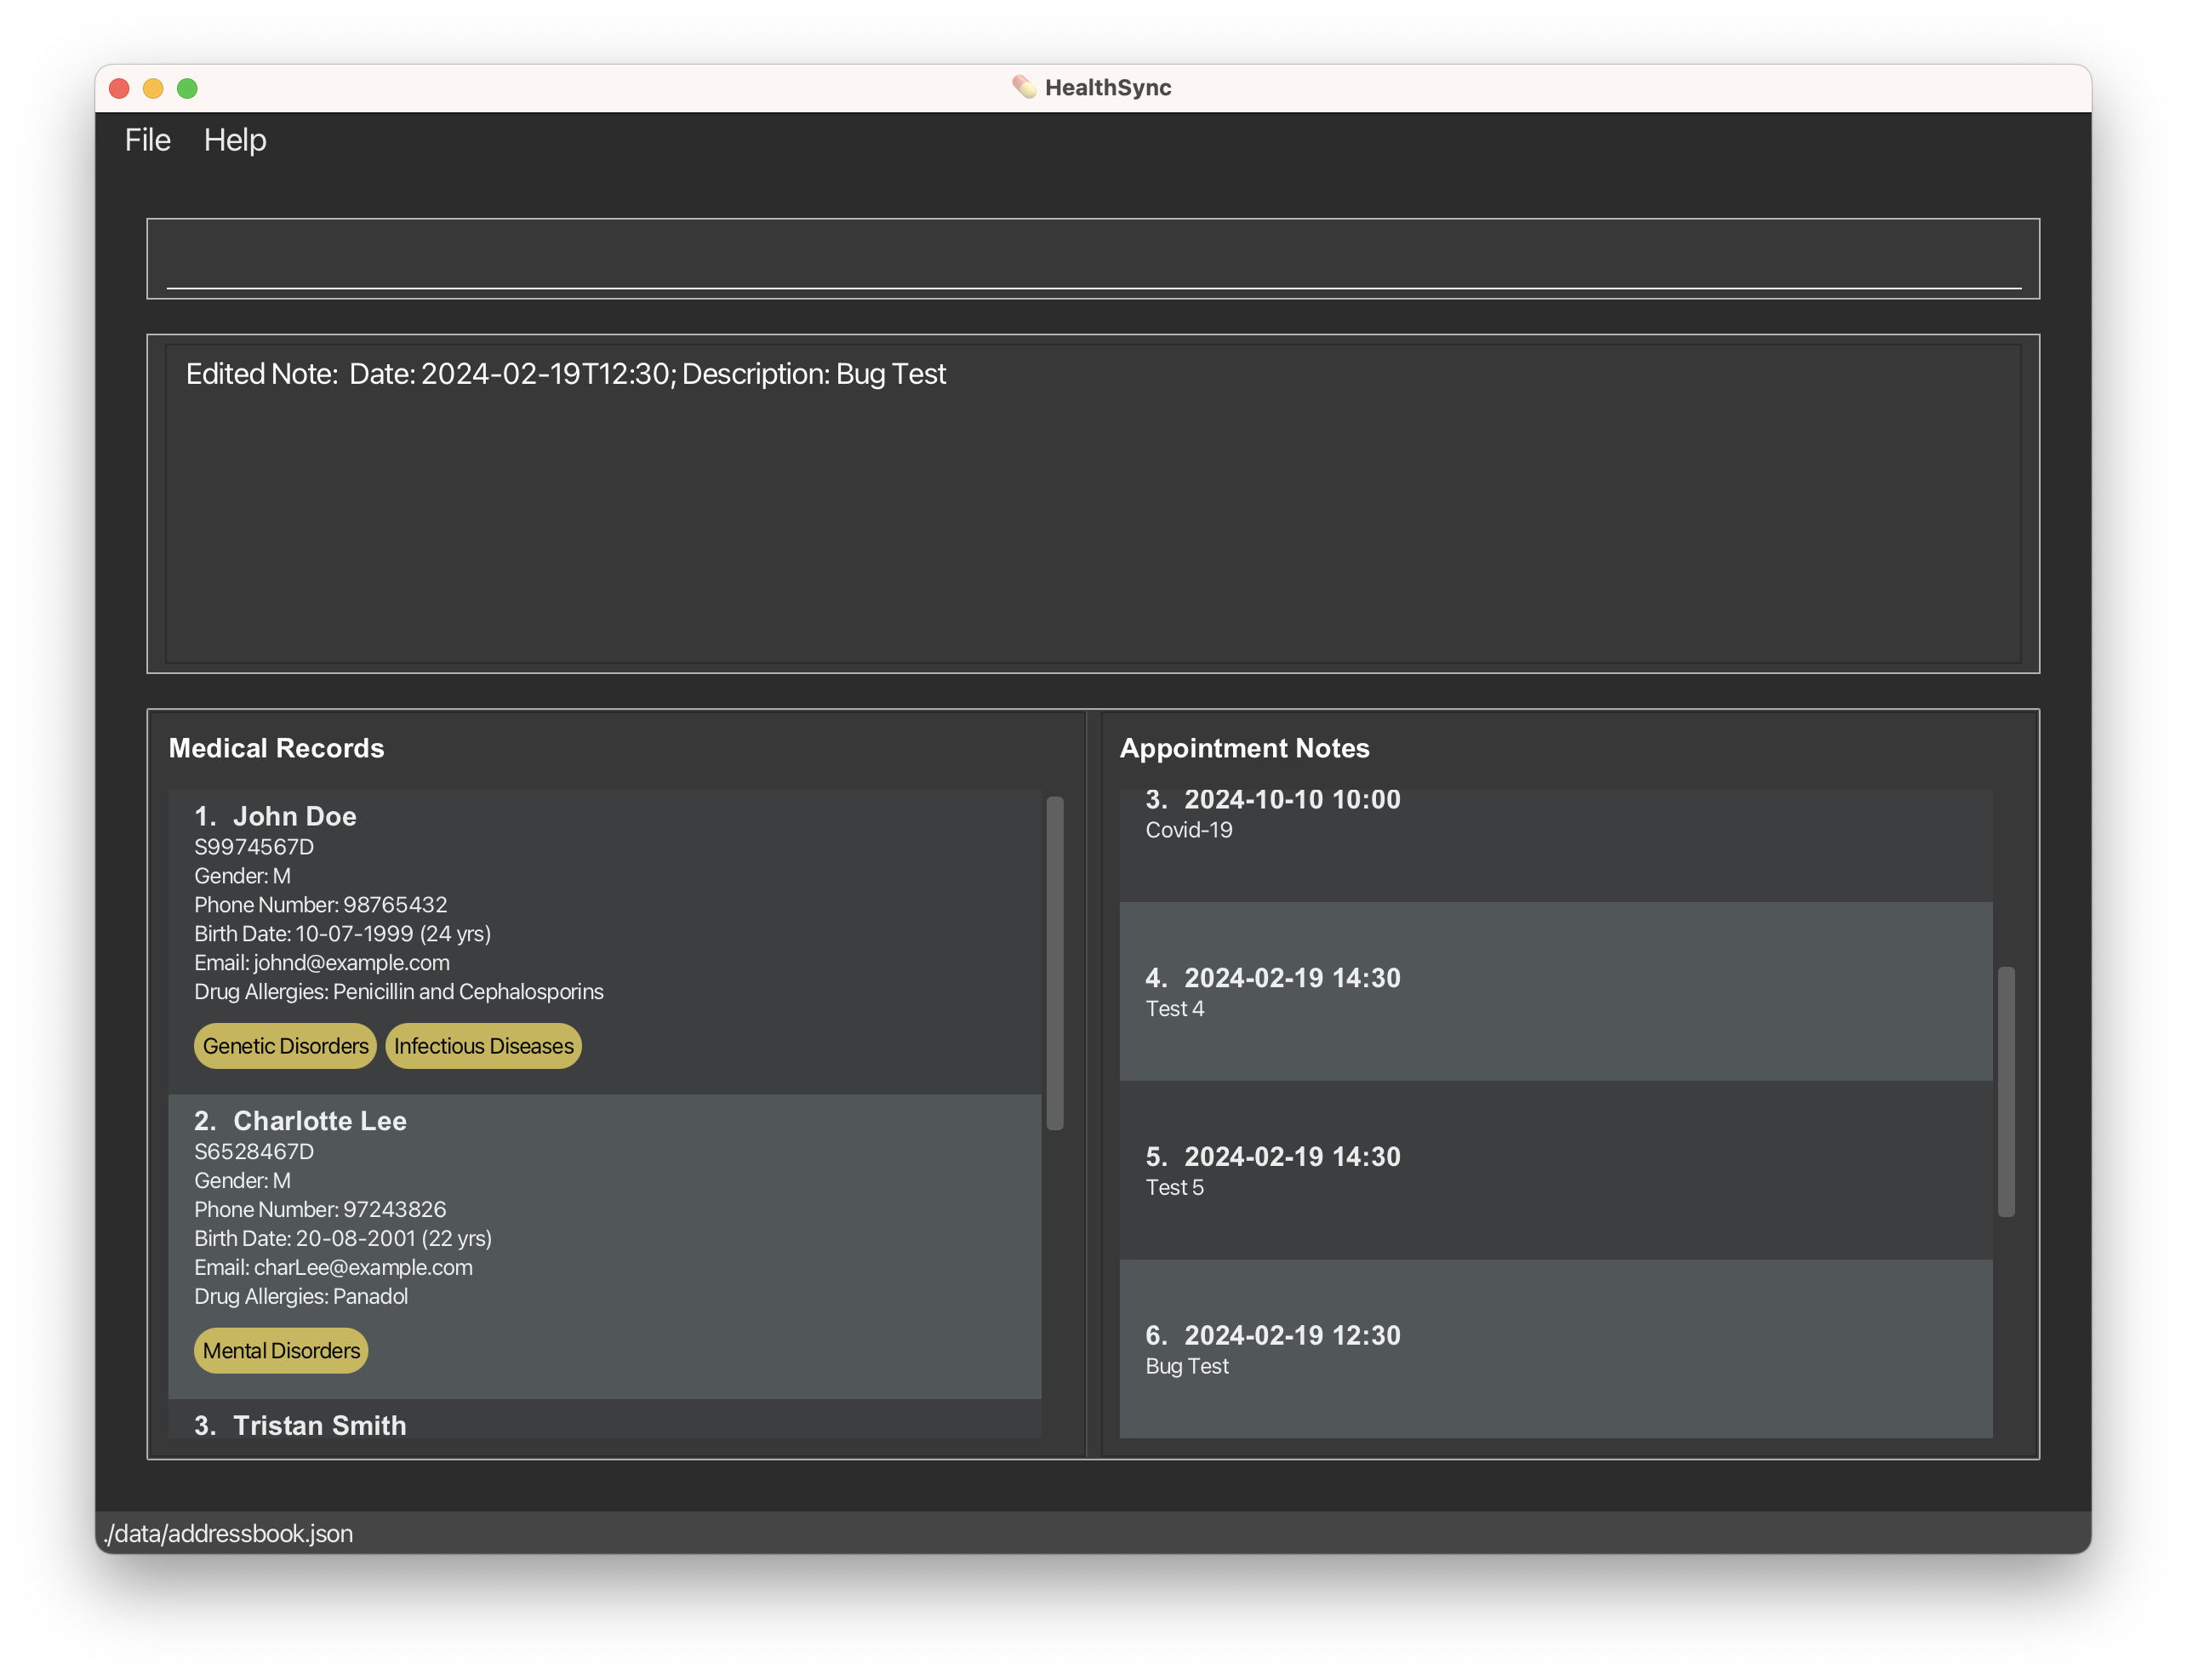 HealthSync
File Help
Edited Note: Date: 2024-02-19T12:30; Description: Bug Test
Medical Records
1. John Doe
S9974567D
Gender: M
Phone Number: 98765432
Birth Date: 10-07-1999 (24 yrs)
Email: johnd@example.com
Drug Allergies: Penicillin and Cephalosporins
Genetic Disorders Infectious Diseases
2. Charlotte Lee
S6528467D
Gender: M
Phone Number: 97243826
Birth Date: 20-08-2001 (22 yrs)
Email: charLee@example.com
Drug Allergies: Panadol
Mental Disorders
3. Tristan Smith
Appointment Notes
3. 2024-10-10 10:00
Covid-19
4. 2024-02-19 14:30
Test 4
5. 2024-02-19 14:30
Test 5
6. 2024-02-19 12:30
Bug Test
./data/addressbook.json